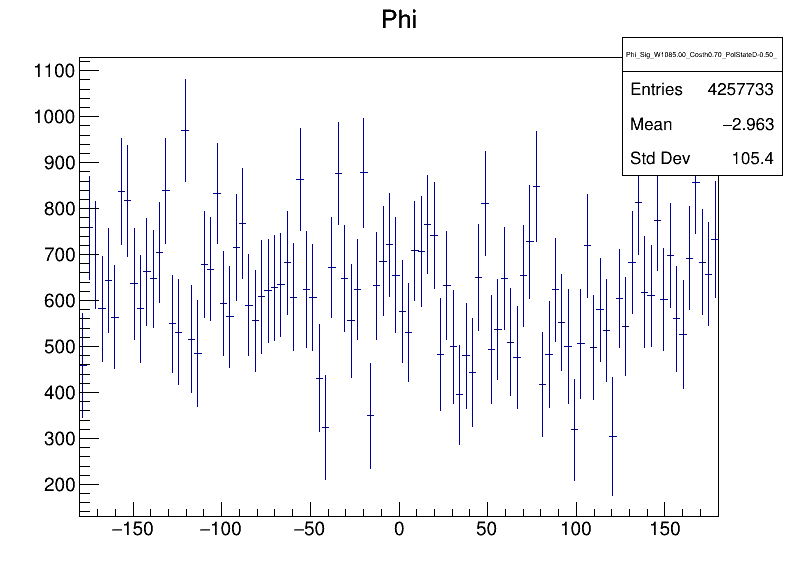 Phi
Phi_Sig_W1085.00_Costh0.70_PolStateD-0.50_
Entries 4257733
Mean −2.963
Std Dev 105.4
1100
1000
900
800
700
600
500
400
300
200
−150 −100 −50 0 50 100 150